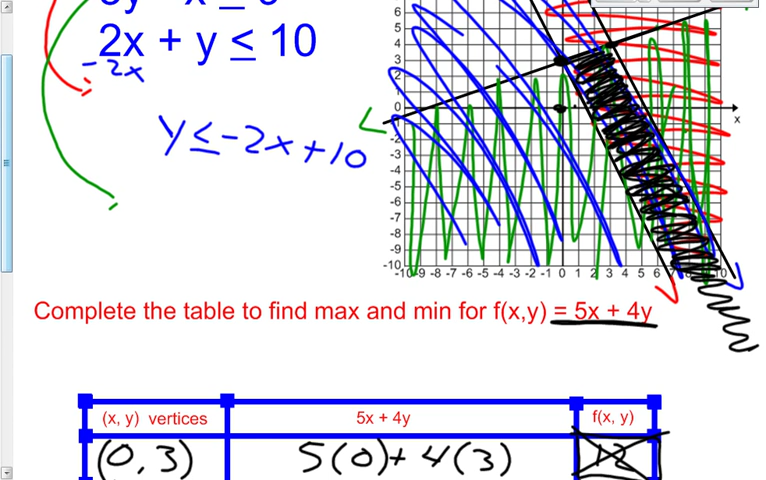 2x + y ≤ 10
-2x
y ≤ -2x + 10
6
5
4
3
2
1
0
-2
-3
-4
-5
-6
-7
-8
-9
-10
x
-10 -9 -8 -7 -6 -5 -4 -3 -2 -1 0 1 2 3 4 5 6 7 8 10
Complete the table to find max and min for f(x,y) = 5x + 4y
(x, y) vertices 5x + 4y f(x, y)
(0, 3) 5(0)+ 4(3) 12